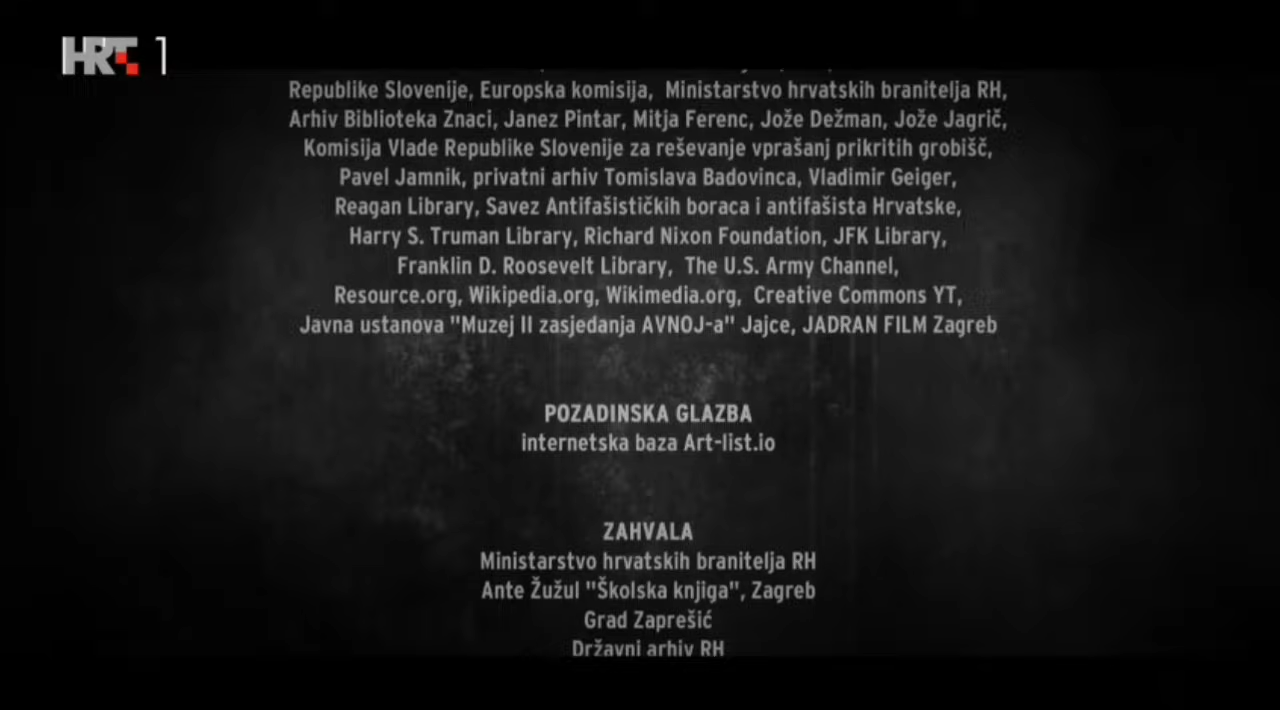 HRT 1
Republike Slovenije, Europska komisija, Ministarstvo hrvatskih branitelja RH,
Arhiv Biblioteka Znaci, Janez Pintar, Mitja Ferenc, Jože Dežman, Jože Jagrič,
Komisija Vlade Republike Slovenije za reševanje vprašanj prikritih grobišč,
Pavel Jamnik, privatni arhiv Tomislava Badovinca, Vladimir Geiger,
Reagan Library, Savez Antifašističkih boraca i antifašista Hrvatske,
Harry S. Truman Library, Richard Nixon Foundation, JFK Library,
Franklin D. Roosevelt Library, The U.S. Army Channel,
Resource.org, Wikipedia.org, Wikimedia.org, Creative Commons YT,
Javna ustanova "Muzej II zasjedanja AVNOJ-a" Jajce, JADRAN FILM Zagreb
POZADINSKA GLAZBA
internetska baza Art-list.io
ZAHVALA
Ministarstvo hrvatskih branitelja RH
Ante Žužul "Školska knjiga", Zagreb
Grad Zaprešić
Državni arhiv RH